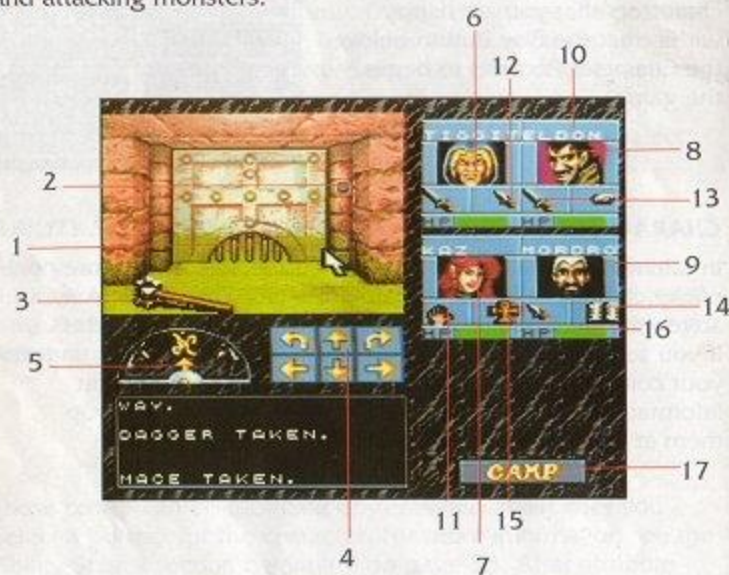 and attacking monsters.
6
12
10
TIGGITELDON
8
2
13
HP HP
1
KAZ MORDRO
9
3
14
HP HP
16
5
WAY.
DAGGER TAKEN.
MACE TAKEN.
CAMP
17
11 15
4
7